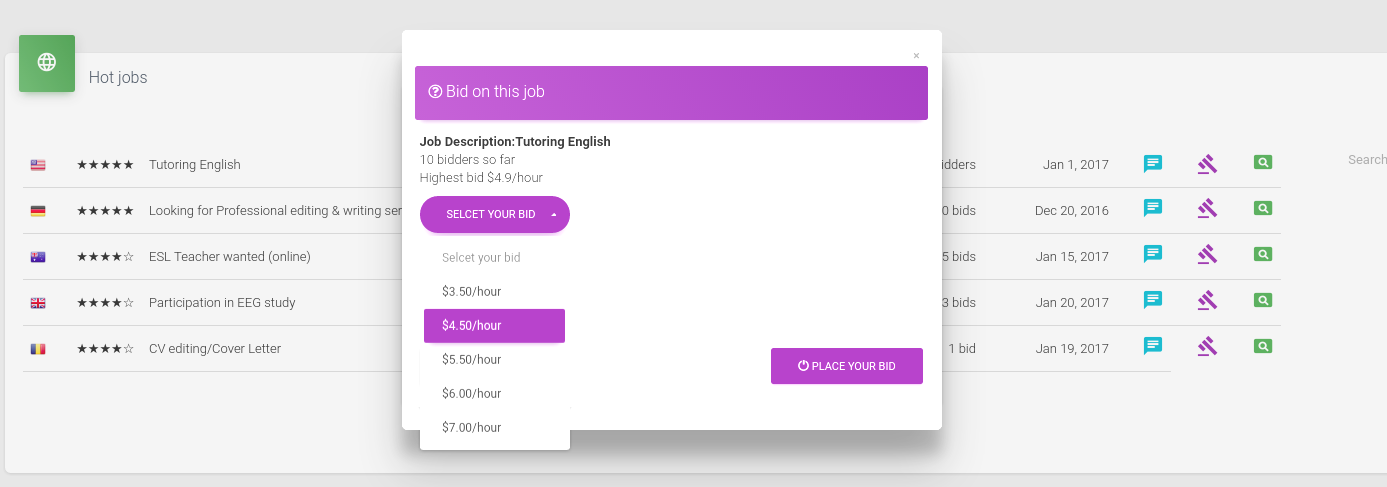 ×
Hot jobs
Bid on this job
Job Description:Tutoring English
10 bidders so far
Highest bid $4.9/hour
SELCET YOUR BID
Selcet your bid
$3.50/hour
$4.50/hour
$5.50/hour
$6.00/hour
$7.00/hour
PLACE YOUR BID
Search
★★★★★ Tutoring English idders Jan 1, 2017
★★★★★ Looking for Professional editing & writing ser 0 bids Dec 20, 2016
★★★★☆ ESL Teacher wanted (online) 5 bids Jan 15, 2017
★★★★☆ Participation in EEG study 3 bids Jan 20, 2017
★★★★☆ CV editing/Cover Letter 1 bid Jan 19, 2017